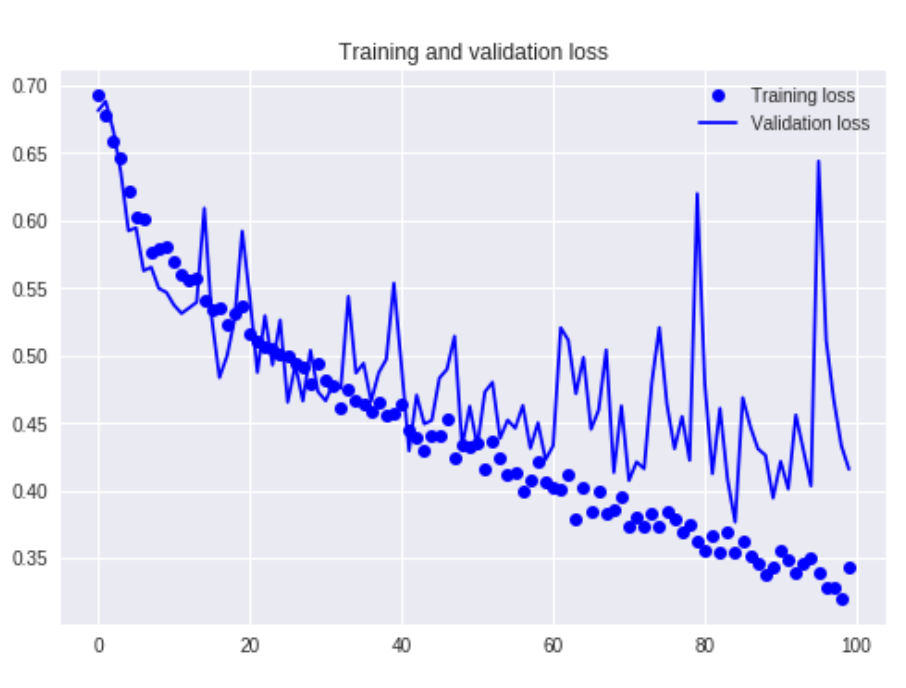 Training and validation loss
0.70
0.65
0.60
0.55
0.50
0.45
0.40
0.35
Training loss
Validation loss
0 20 40 60 80 100